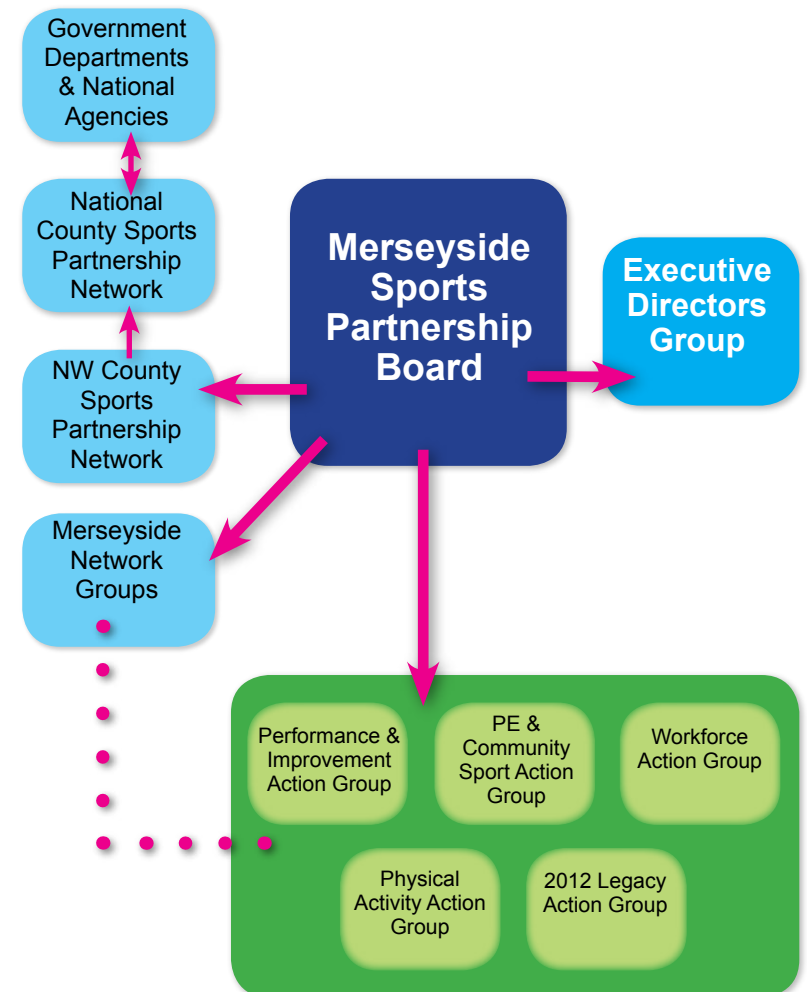 Government
Departments
& National
Agencies
National
County Sports
Partnership
Network
NW County
Sports
Partnership
Network
Merseyside
Network
Groups
Merseyside
Sports
Partnership
Board
Executive
Directors
Group
Performance &
Improvement
Action Group
PE &
Community
Sport Action
Group
Workforce
Action Group
Physical
Activity Action
Group
2012 Legacy
Action Group